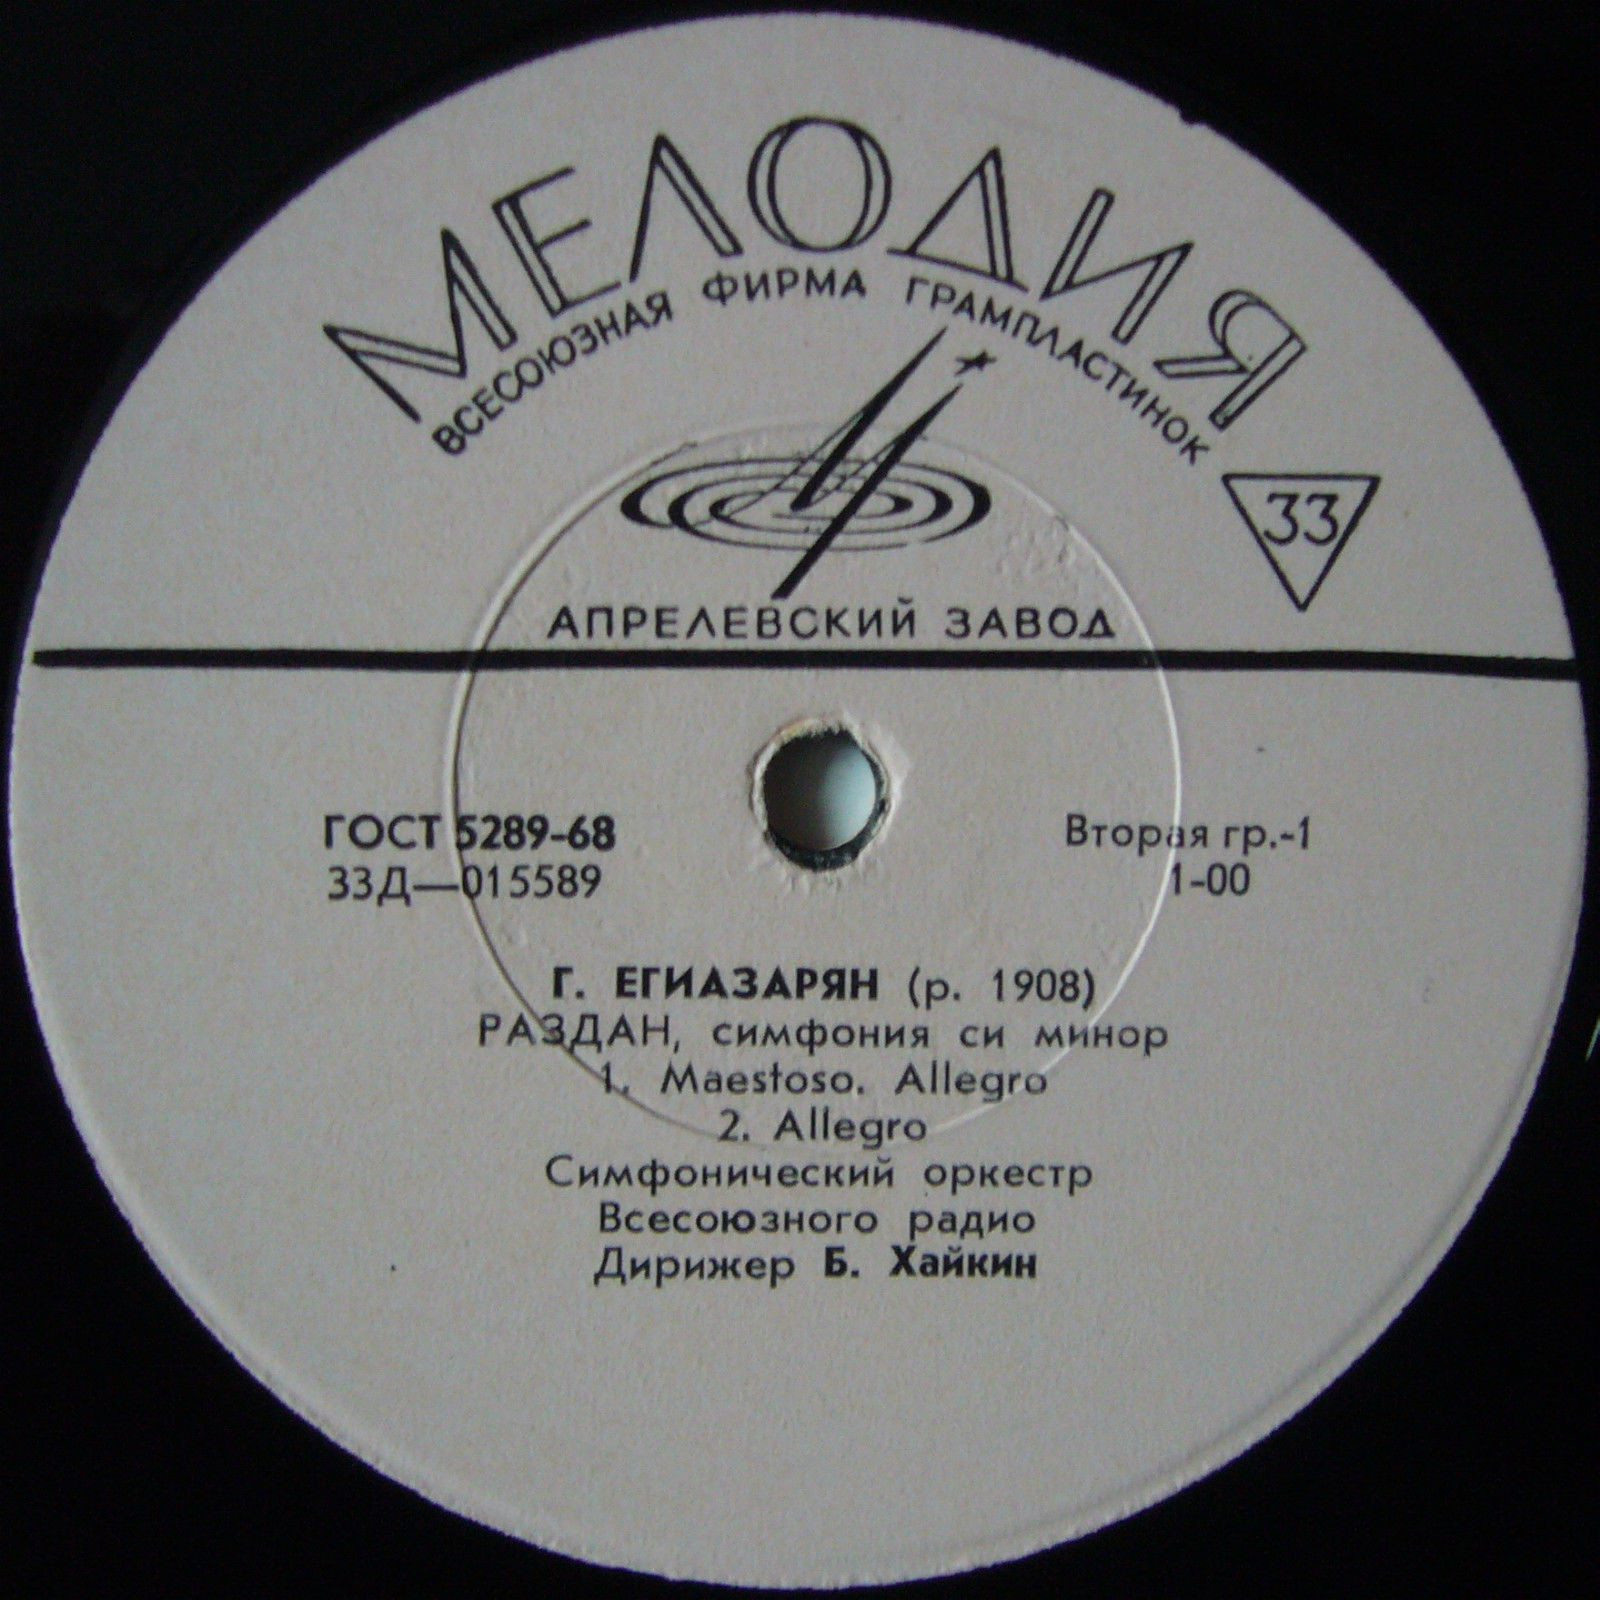 МЕЛОДИЯ
ВСЕСОЮЗНАЯ ФИРМА ГРАМПЛАСТИНОК
33
АПРЕЛЕВСКИЙ ЗАВОД
ГОСТ 5289-68
33Д—015589
Вторая гр.-1
1-00
Г. ЕГИАЗАРЯН (р. 1908)
РАЗДАН, симфония си минор
1. Maestoso. Allegro
2. Allegro
Симфонический оркестр
Всесоюзного радио
Дирижер Б. Хайкин